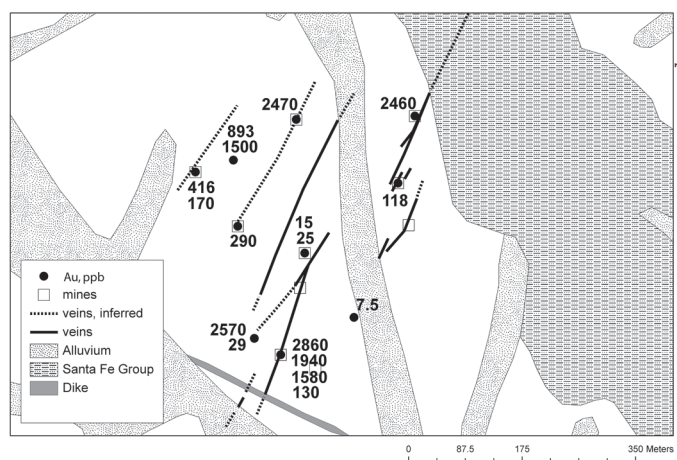 2470
2460
893
1500
416
170
118
290
15
25
7.5
2570
29
2860
1940
1580
130
Au, ppb
mines
veins, inferred
veins
Alluvium
Santa Fe Group
Dike
0 87.5 175 350 Meters